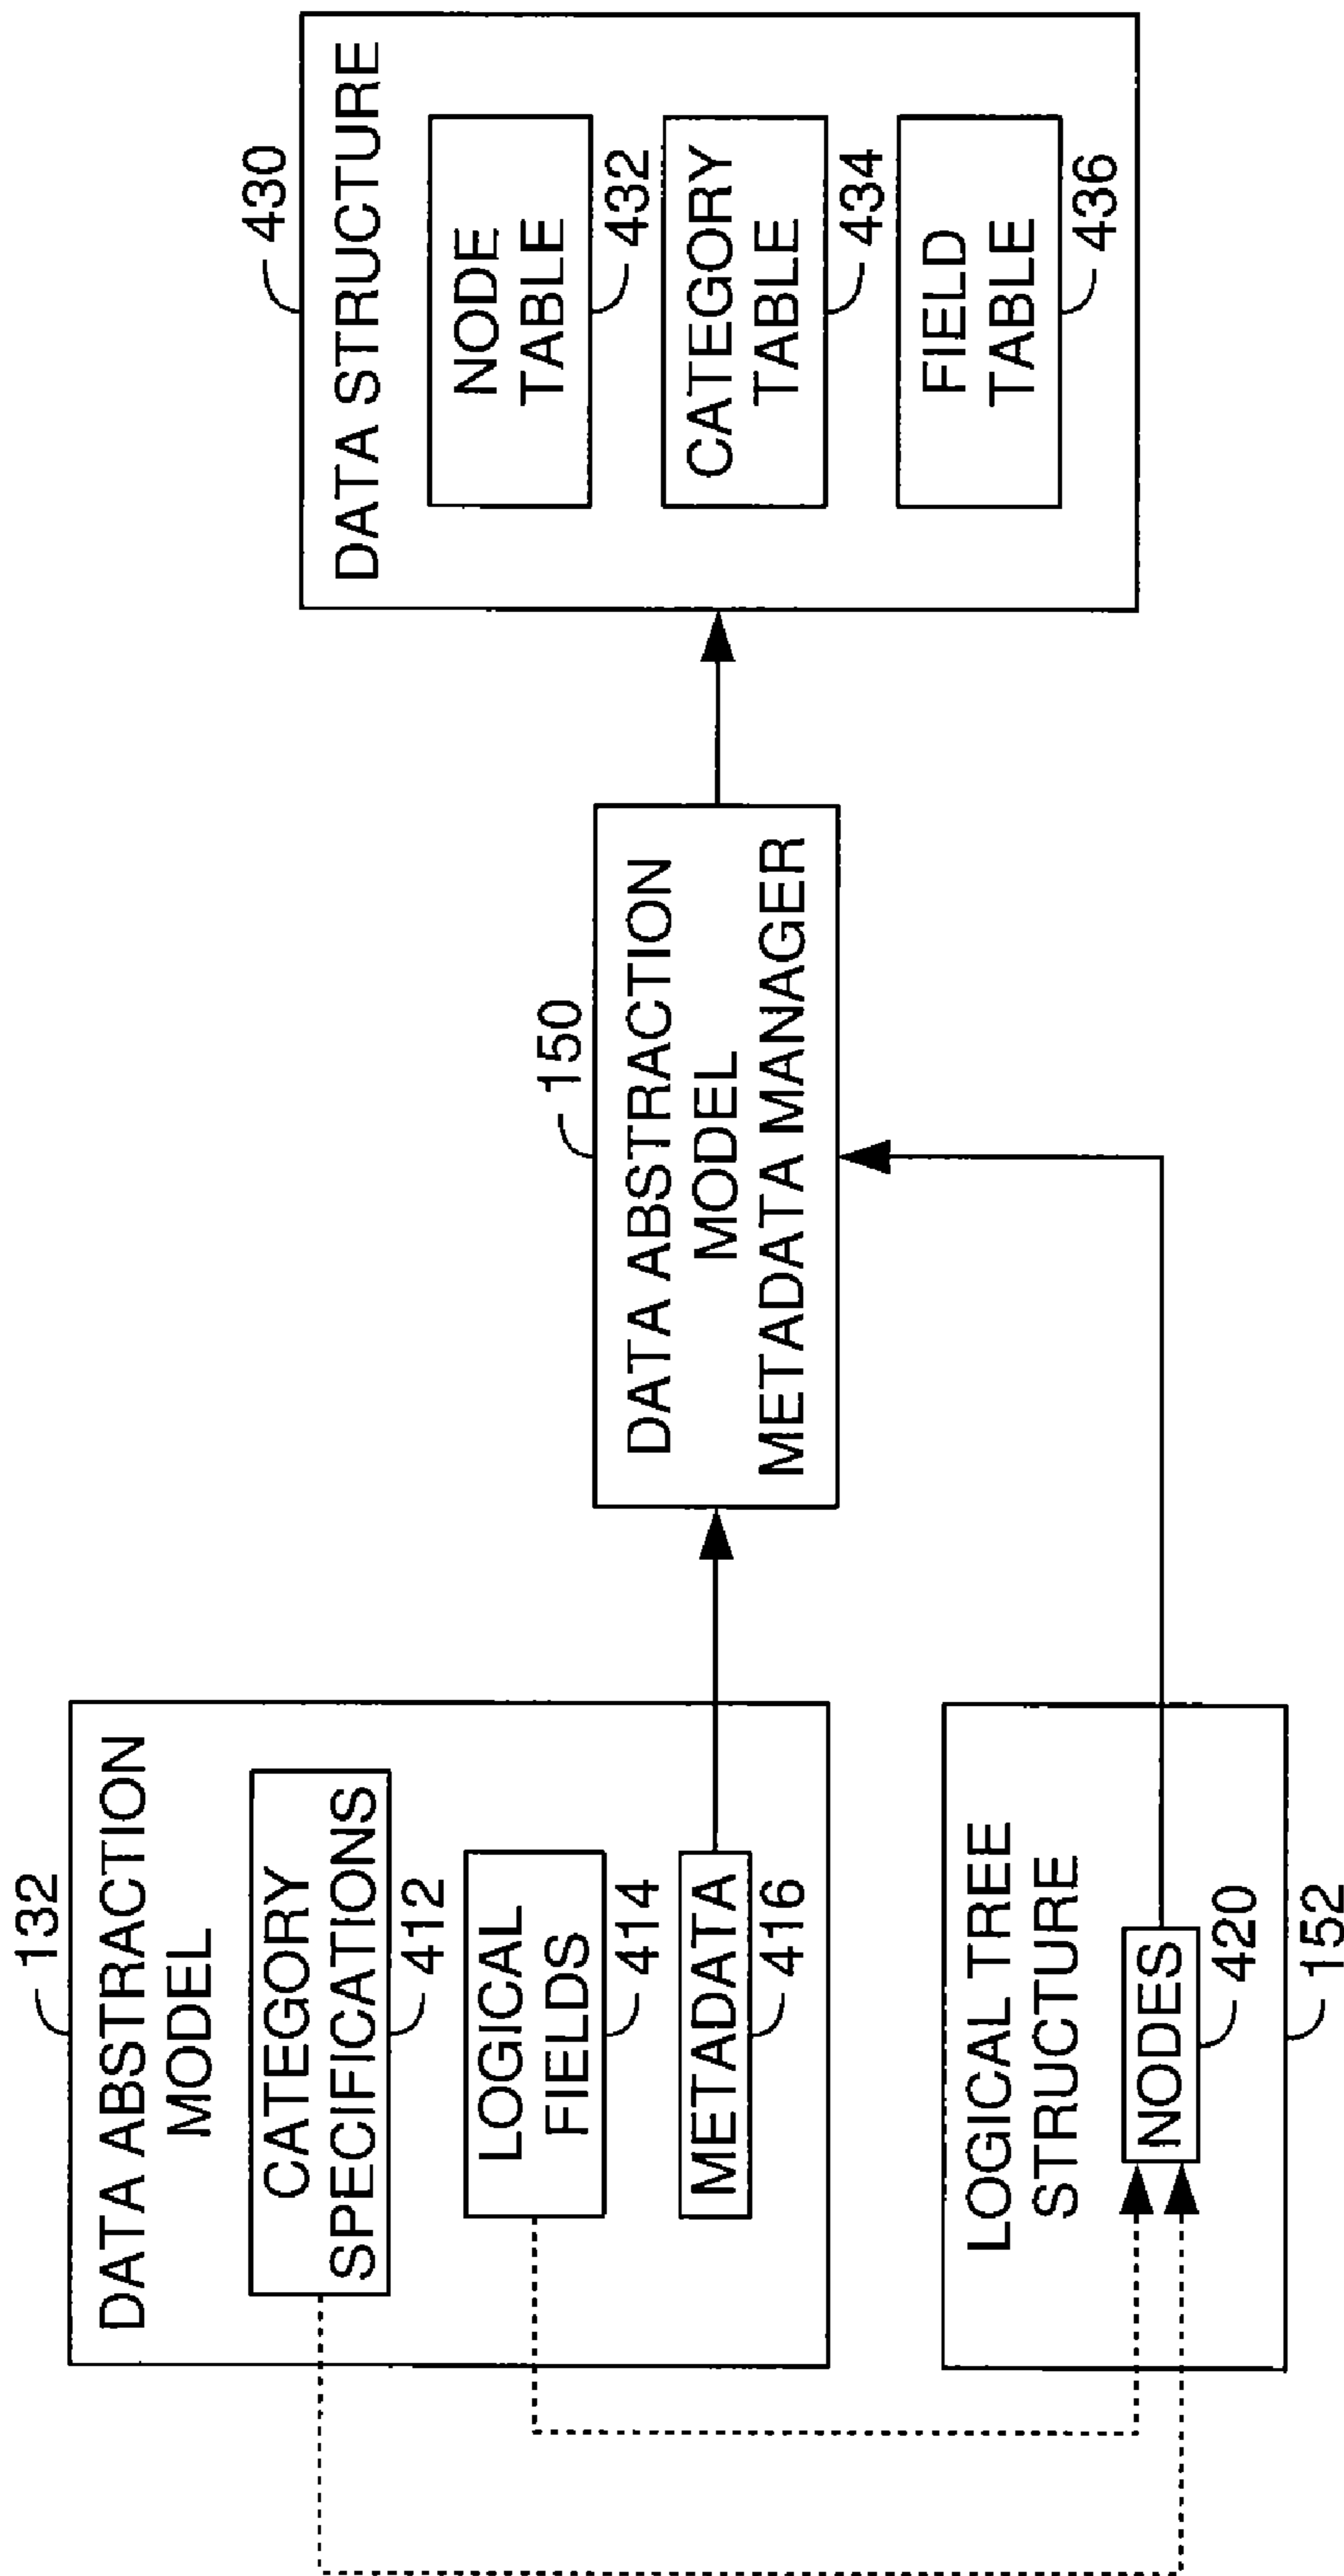 132
DATA ABSTRACTION
MODEL
CATEGORY
SPECIFICATIONS
412
LOGICAL
FIELDS
414
METADATA
416
LOGICAL TREE
STRUCTURE
NODES
420
152
150
DATA ABSTRACTION
MODEL
METADATA MANAGER
430
DATA STRUCTURE
NODE
TABLE
432
CATEGORY
TABLE
434
FIELD
TABLE
436